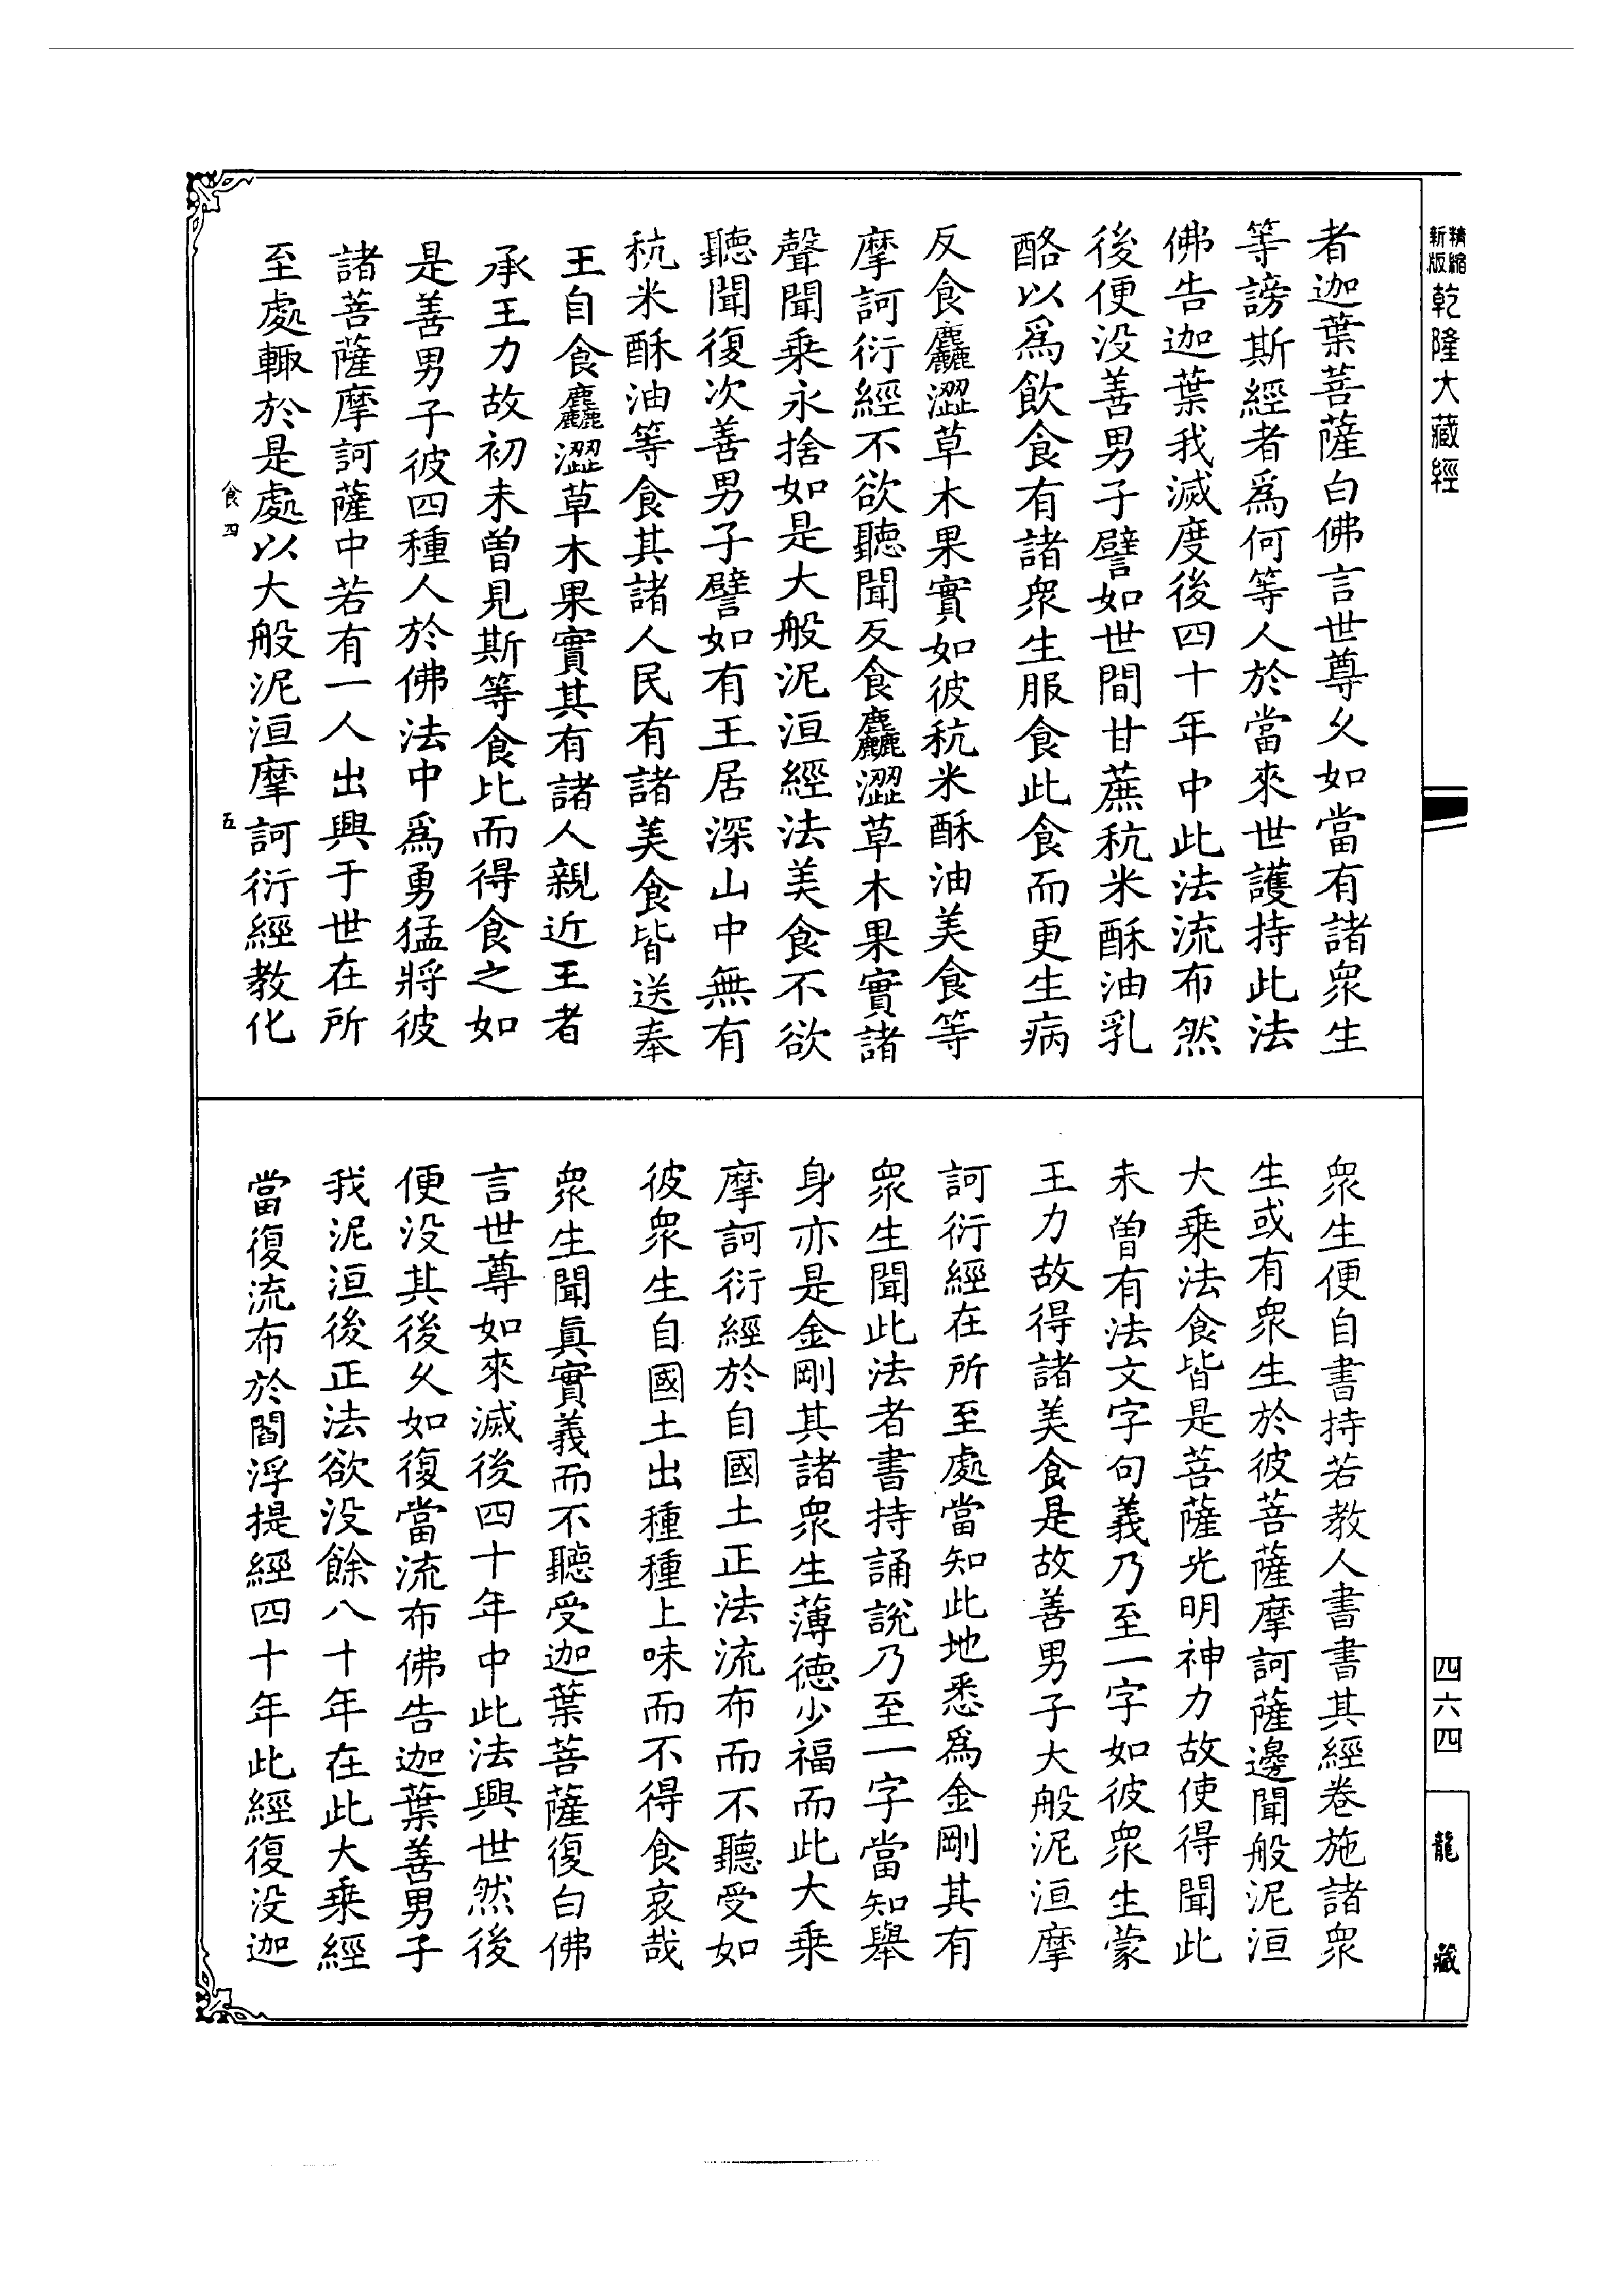 新版精縮
乾隆大藏經
者迦葉菩薩白佛言世尊久如當有諸衆生
等謗斯經者爲何等人於當來世護持此法
佛告迦葉我滅度後四十年中此法流布然
後便没善男子譬如世間甘蔗秔米酥油乳
酪以爲飲食有諸衆生服食此食而更生病
反食麤澀草木果實如彼秔米酥油美食等
摩訶衍經不欲聽聞反食麤澀草木果實諸
聲聞乘永捨如是大般泥洹經法美食不欲
聽聞復次善男子譬如有王居深山中無有
秔米酥油等食其諸人民有諸美食皆送奉
王自食麤澀草木果實其有諸人親近王者
承王力故初未曾見斯等食比而得食之如
是善男子彼四種人於佛法中爲勇猛將彼
諸菩薩摩訶薩中若有一人出興于世在所
至處輙於是處以大般泥洹摩訶衍經教化
食四
五
衆生便自書持若教人書書其經卷施諸衆
生或有衆生於彼菩薩摩訶薩邊聞般泥洹
大乘法食皆是菩薩光明神力故使得聞此
未曾有法文字句義乃至一字如彼衆生蒙
王力故得諸美食是故善男子大般泥洹摩
訶衍經在所至處當知此地悉爲金剛其有
衆生聞此法者書持誦說乃至一字當知舉
身亦是金剛其諸衆生薄德少福而此大乘
摩訶衍經於自國土正法流布而不聽受如
彼衆生自國土出種種上味而不得食哀哉
衆生聞眞實義而不聽受迦葉菩薩復白佛
言世尊如來滅後四十年中此法興世然後
便没其後久如復當流布佛告迦葉善男子
我泥洹後正法欲没餘八十年在此大乘經
當復流布於閻浮提經四十年此經復没迦
四六四
龍藏